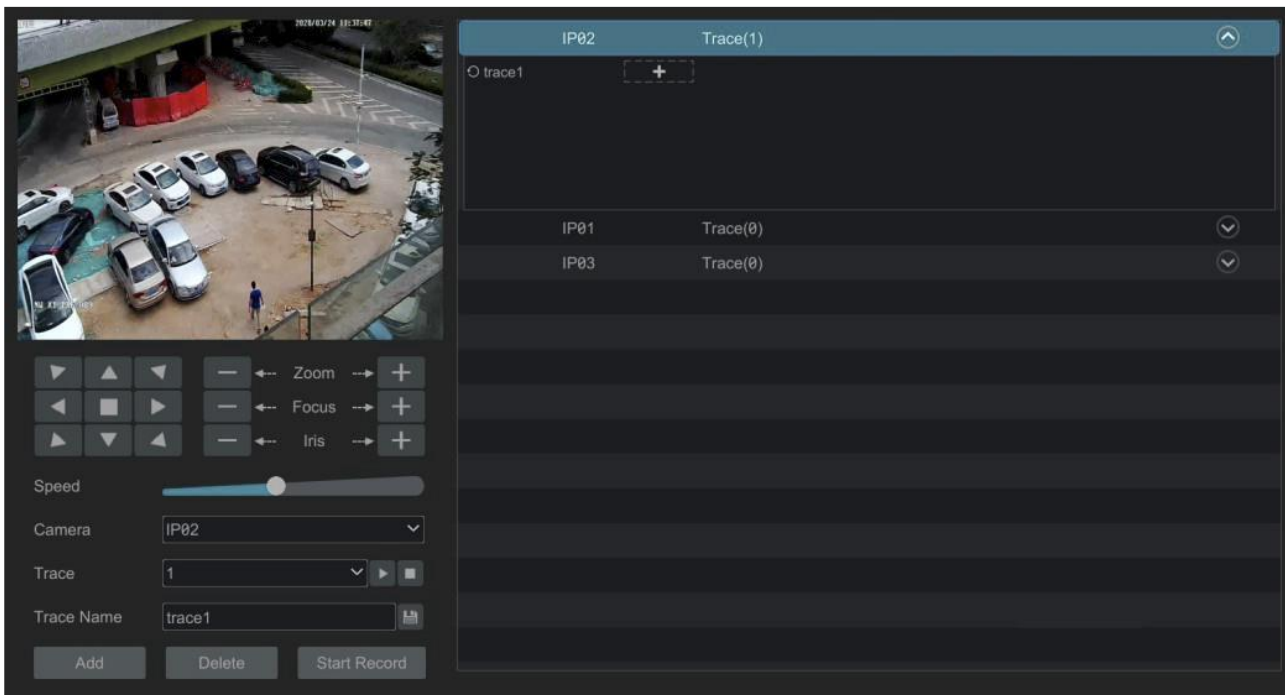 2020/03/24 11:37:47
IP02 Trace(1)
trace1
IP01 Trace(0)
IP03 Trace(0)
Zoom
Focus
Iris
Speed
Camera IP02
Trace 1
Trace Name trace1
Add Delete Start Record